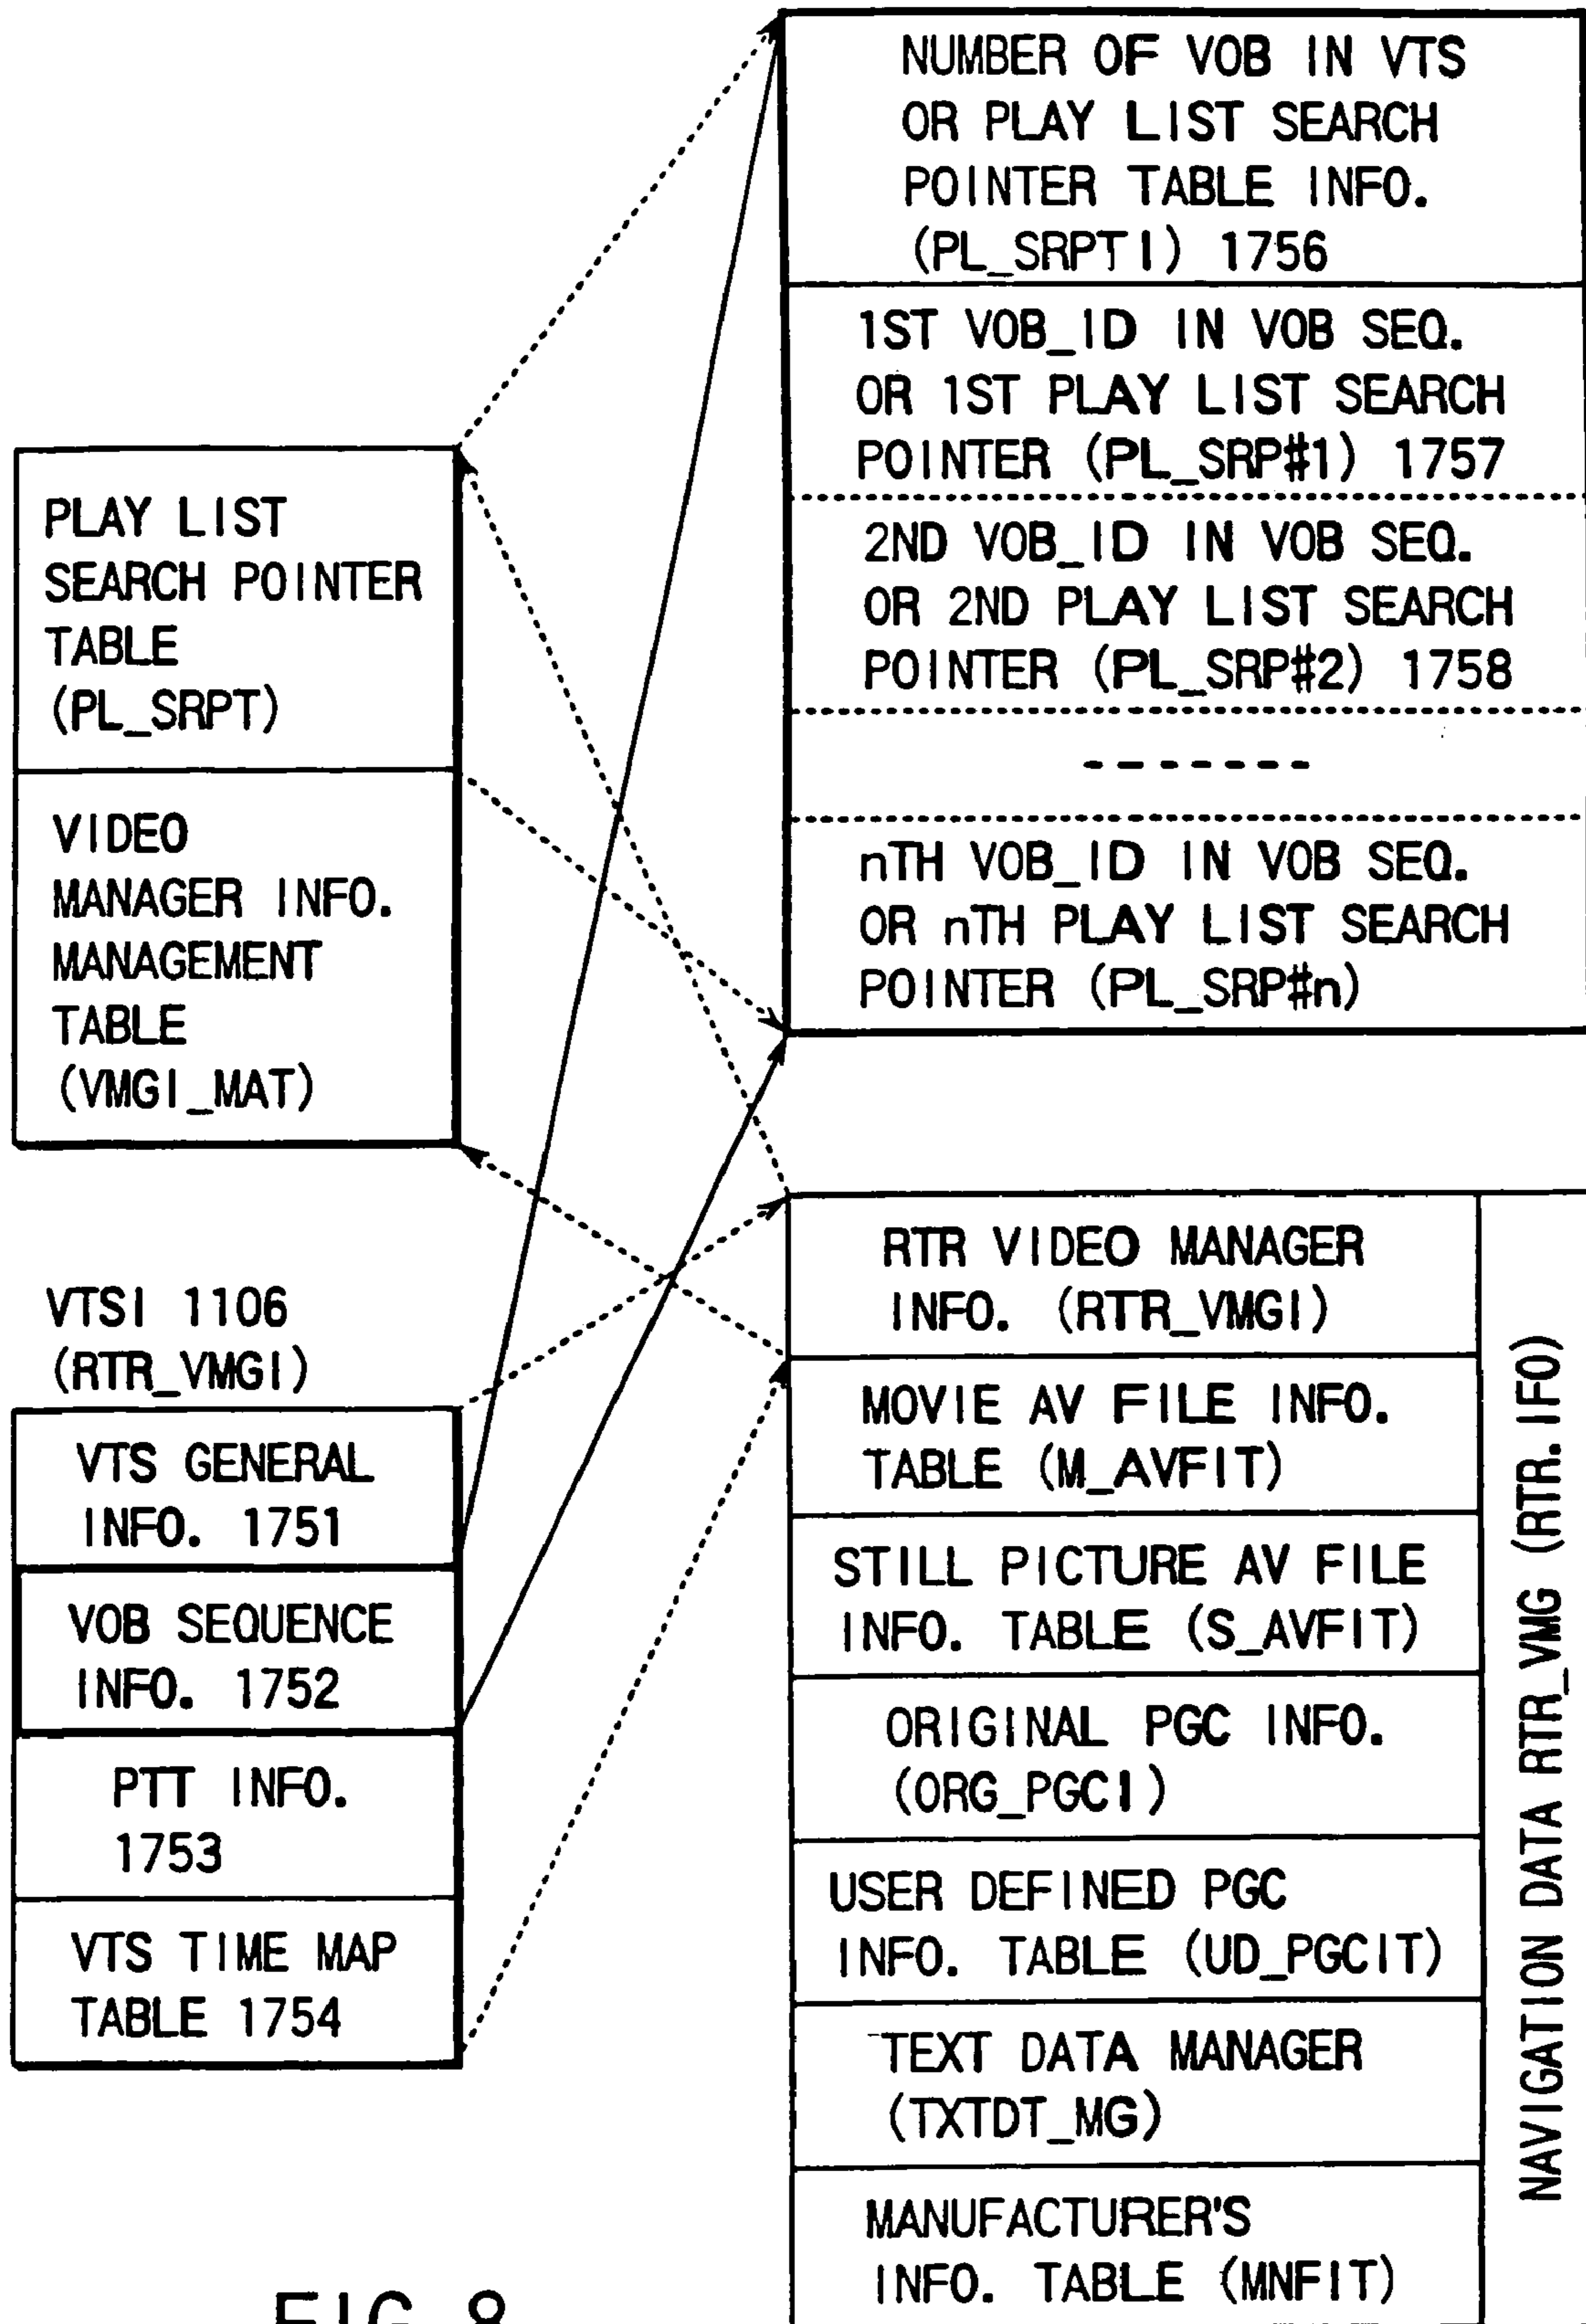 PLAY LIST
SEARCH POINTER
TABLE
(PL_SRPT)
VIDEO
MANAGER INFO.
MANAGEMENT
TABLE
(VMGI_MAT)
VTSI 1106
(RTR_VMGI)
VTS GENERAL
INFO. 1751
VOB SEQUENCE
INFO. 1752
PTT INFO.
1753
VTS TIME MAP
TABLE 1754
NUMBER OF VOB IN VTS
OR PLAY LIST SEARCH
POINTER TABLE INFO.
(PL_SRPTI) 1756
1ST VOB_ID IN VOB SEQ.
OR 1ST PLAY LIST SEARCH
POINTER (PL_SRP#1) 1757
2ND VOB_ID IN VOB SEQ.
OR 2ND PLAY LIST SEARCH
POINTER (PL_SRP#2) 1758
-------
nTH VOB_ID IN VOB SEQ.
OR nTH PLAY LIST SEARCH
POINTER (PL_SRP#n)
RTR VIDEO MANAGER
INFO. (RTR_VMGI)
MOVIE AV FILE INFO.
TABLE (M_AVFIT)
STILL PICTURE AV FILE
INFO. TABLE (S_AVFIT)
ORIGINAL PGC INFO.
(ORG_PGCI)
USER DEFINED PGC
INFO. TABLE (UD_PGCIT)
TEXT DATA MANAGER
(TXTDT_MG)
MANUFACTURER'S
INFO. TABLE (MNFIT)
NAVIGATION DATA RTR_VMG (RTR.IFO)
FIG. 8